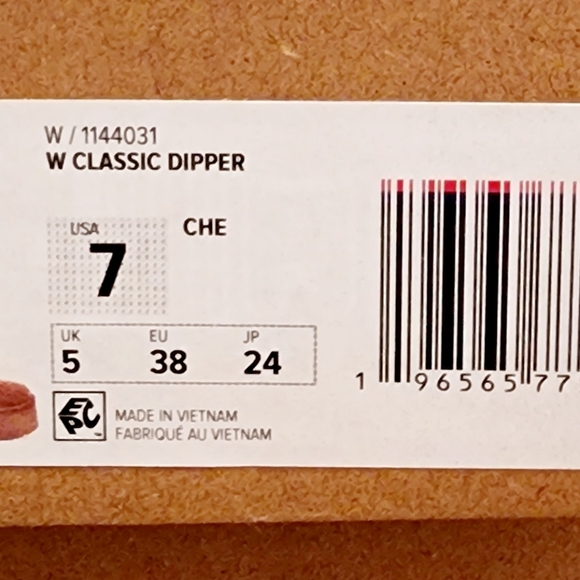 W / 1144031
W CLASSIC DIPPER
USA
7
CHE
UK EU JP
5 38 24
EPC
MADE IN VIETNAM
FABRIQUÉ AU VIETNAM
1 96565 77